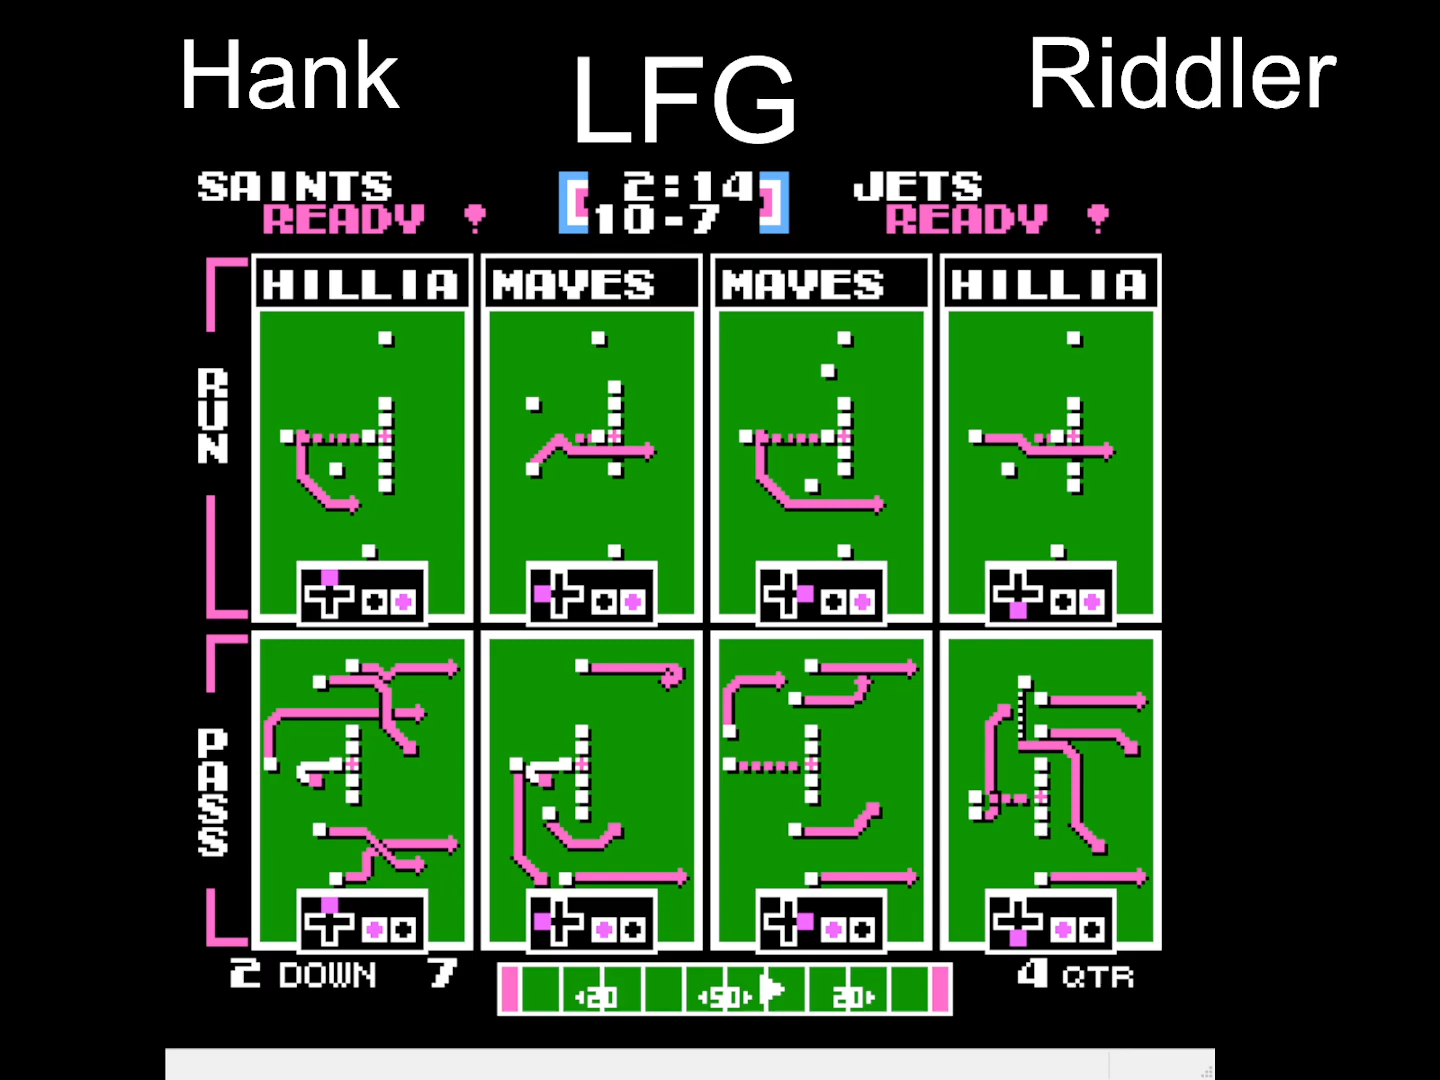 Hank
LFG
Riddler
SAINTS 2:14 JETS
READY ! 10-7 READY !
HILLIA MAVES MAVES HILLIA
RUN
PASS
2 DOWN 7
20 50 20
4 QTR